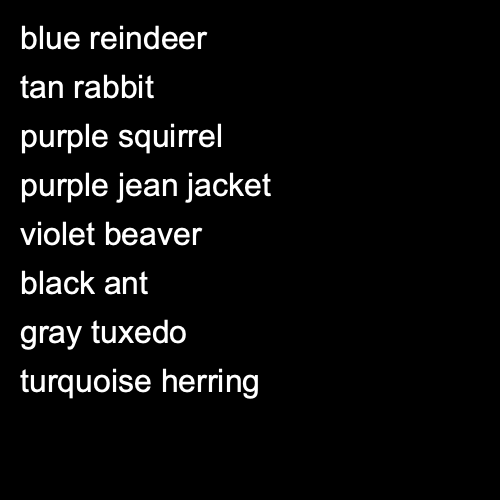 blue reindeer
tan rabbit
purple squirrel
purple jean jacket
violet beaver
black ant
gray tuxedo
turquoise herring